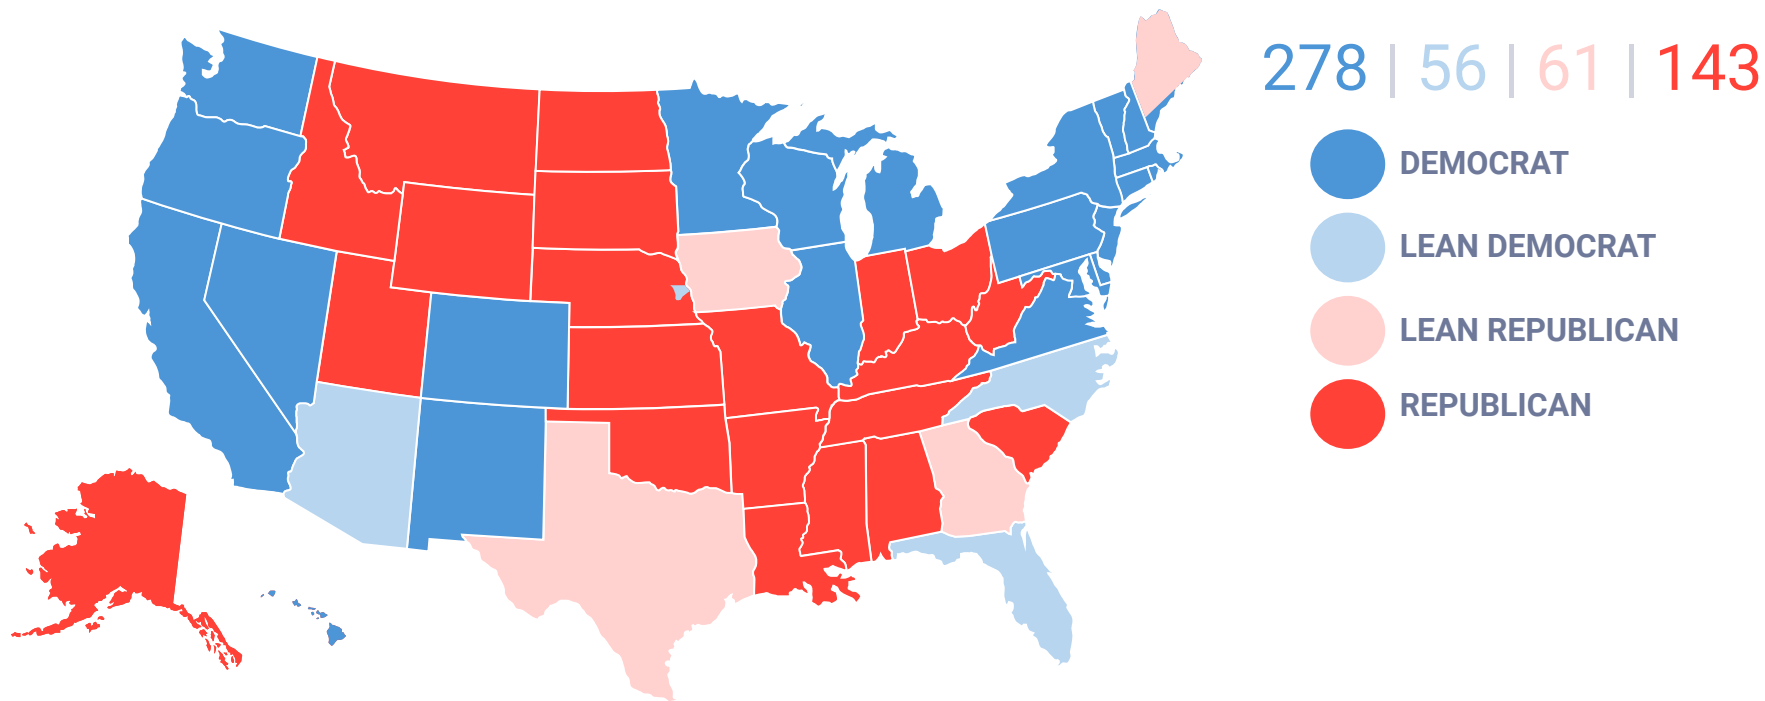 278 | 56 | 61 | 143
DEMOCRAT
LEAN DEMOCRAT
LEAN REPUBLICAN
REPUBLICAN